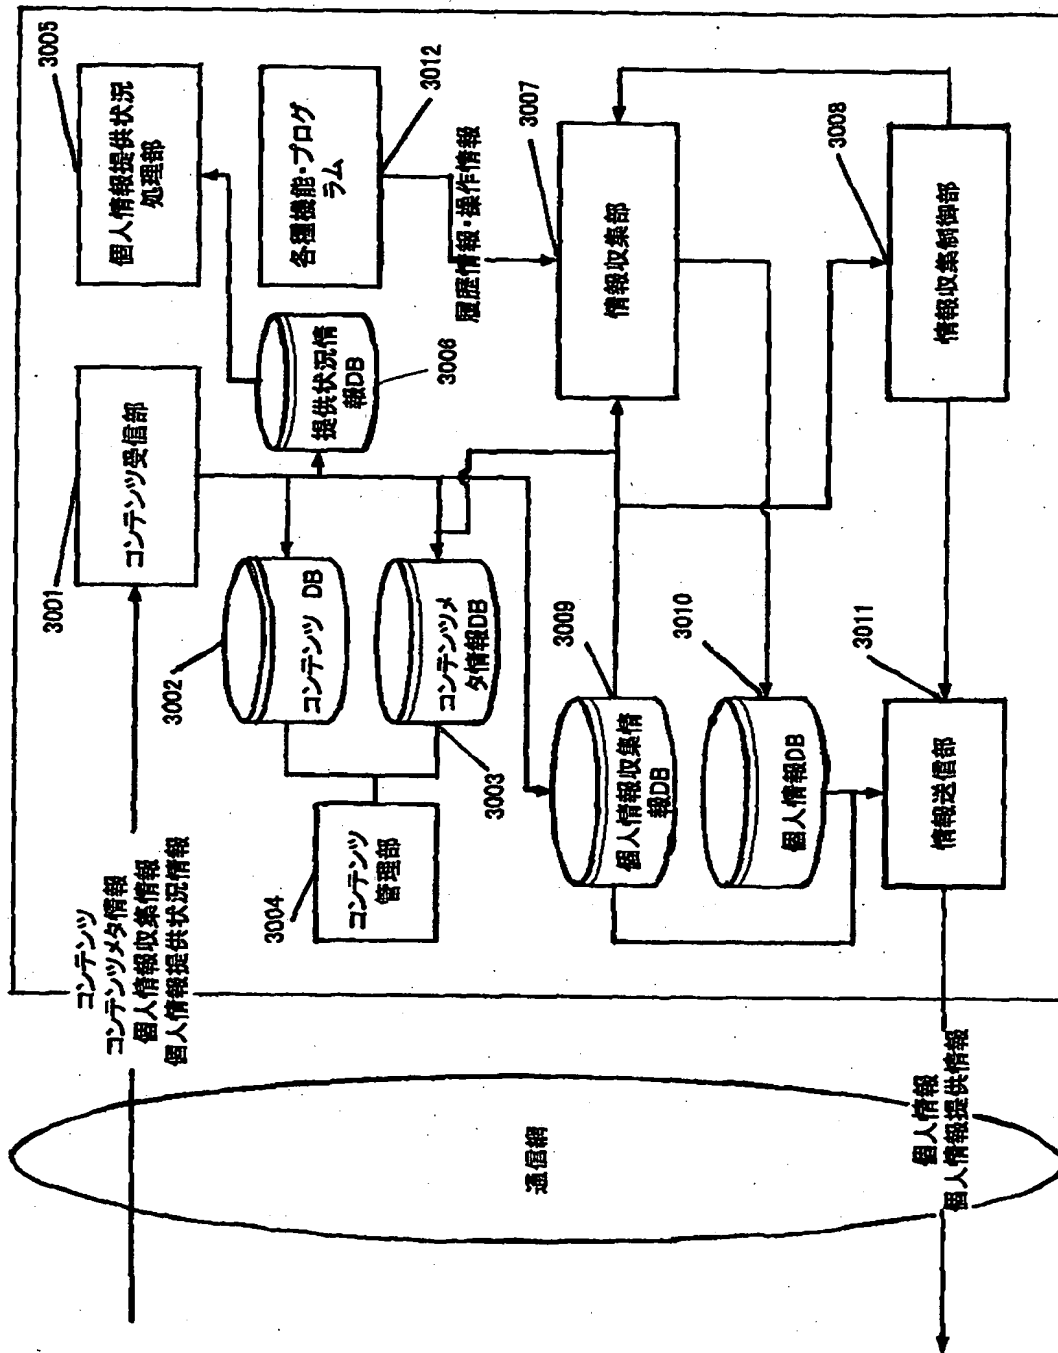 コンテンツ
コンテンツメタ情報
個人情報収集情報
個人情報提供状況情報
通信網
個人情報
個人情報提供情報
3001
コンテンツ受信部
3002
コンテンツ DB
3003
コンテンツメ
タ情報DB
3004
コンテンツ
管理部
3005
個人情報提供状況
処理部
3006
提供状況情
報DB
3012
各種機能・プログ
ラム
履歴情報・操作情報
3007
情報収集部
3008
情報収集制御部
3009
個人情報収集情
報DB
3010
個人情報DB
3011
情報送信部